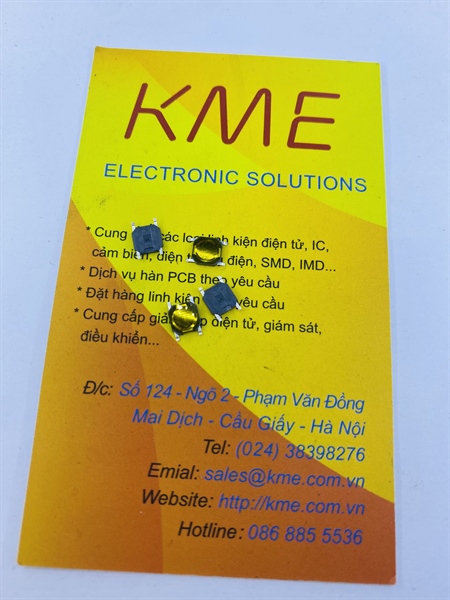 KME
ELECTRONIC SOLUTIONS
* Cung các loại linh kiện điện tử, IC,
cảm biến, điện điện, SMD, IMD...
* Dịch vụ hàn PCB theo yêu cầu
* Đặt hàng linh kiện yêu cầu
* Cung cấp giải điện tử, giám sát,
điều khiển...
Đ/c: Số 124 - Ngõ 2 - Phạm Văn Đồng
Mai Dịch - Cầu Giấy - Hà Nội
Tel: (024) 38398276
Emial: sales@kme.com.vn
Website: http://kme.com.vn
Hotline: 086 885 5536